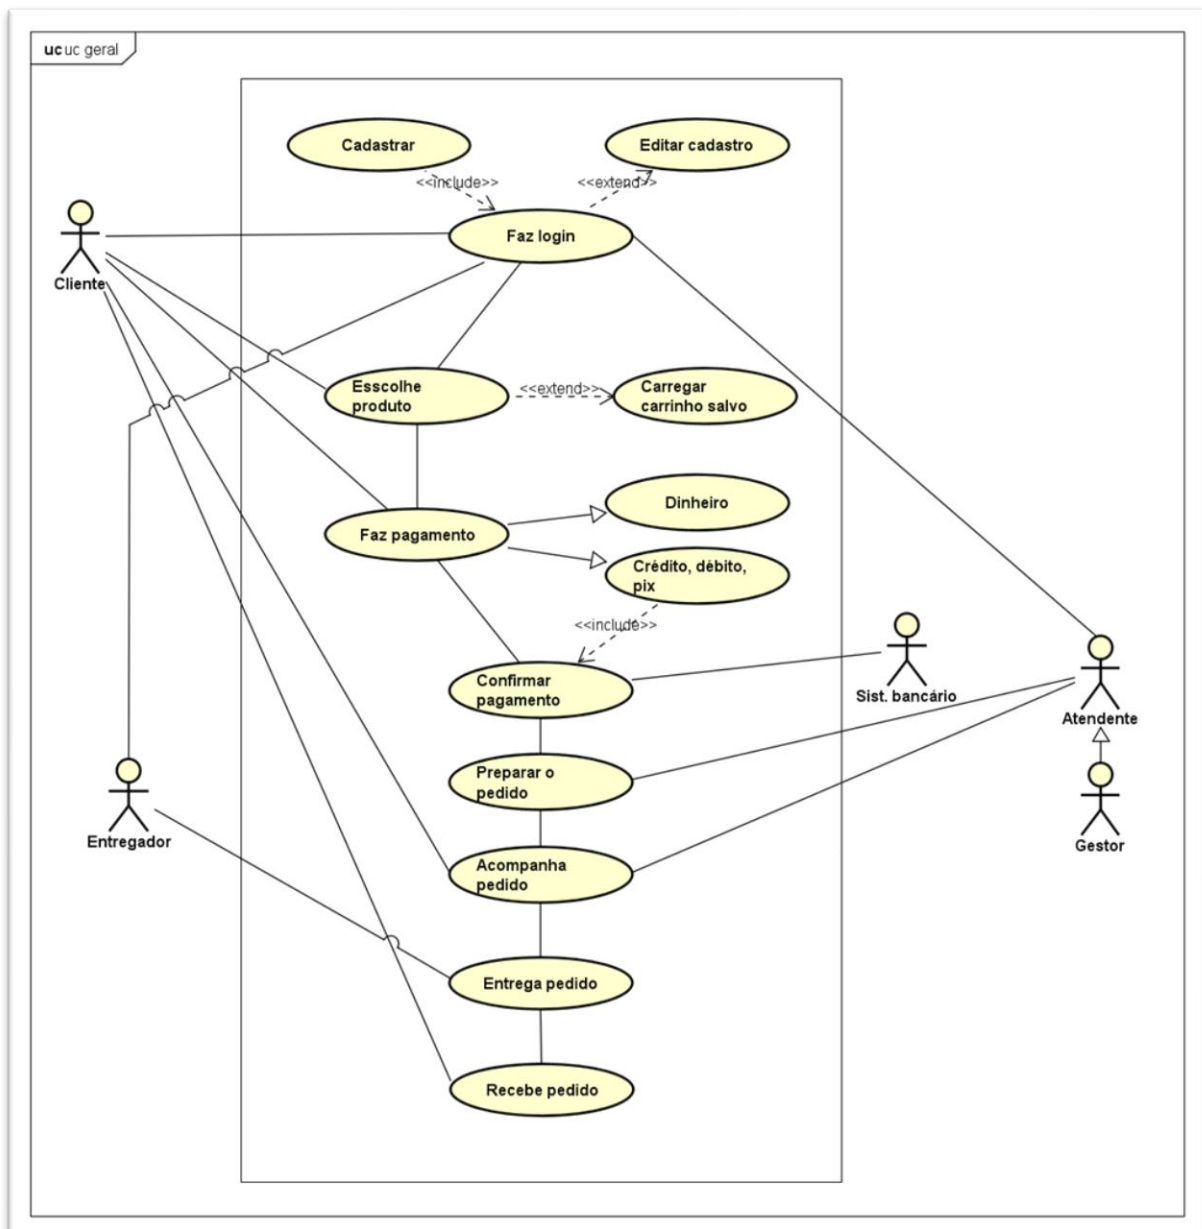 uc uc geral
Cadastrar
Editar cadastro
<<include>>
<<extend>>
Faz login
Cliente
Esscolhe
produto
<<extend>>
Carregar
carrinho salvo
Dinheiro
Faz pagamento
Crédito, débito,
pix
<<include>>
Confirmar
pagamento
Sist. bancário
Atendente
Preparar o
pedido
Entregador
Gestor
Acompanha
pedido
Entrega pedido
Recebe pedido